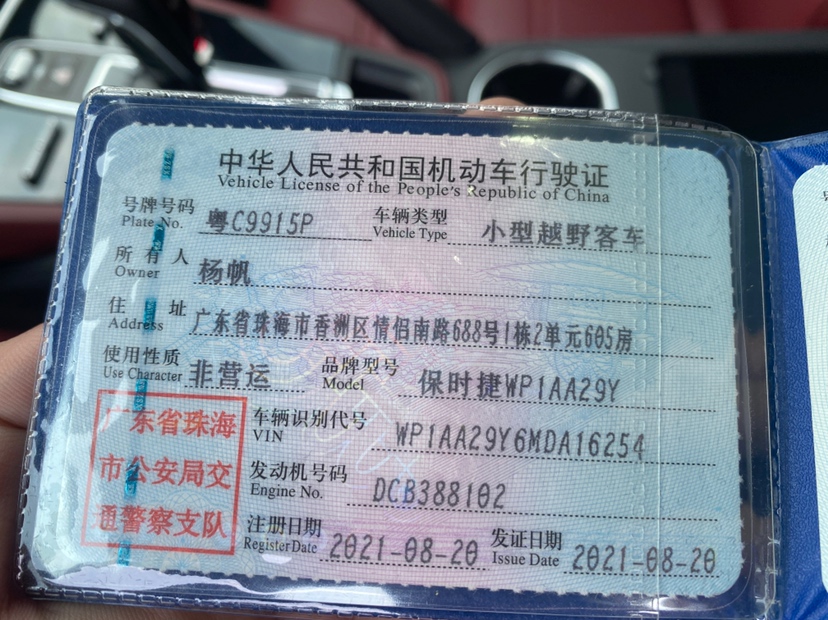 中华人民共和国机动车行驶证
Vehicle License of the People's Republic of China
号牌号码 粤C9915P 车辆类型 小型越野客车
Plate No. Vehicle Type
所有人 杨帆
Owner
住址 广东省珠海市香洲区情侣南路688号1栋2单元605房
Address
使用性质 非营运 品牌型号 保时捷WP1AA29Y
Use Character Model
广东省珠海
市公安局交
通警察支队
车辆识别代号 WP1AA29Y6MDA16254
VIN
发动机号码 DCB388102
Engine No.
注册日期 2021-08-20 发证日期 2021-08-20
Register Date Issue Date